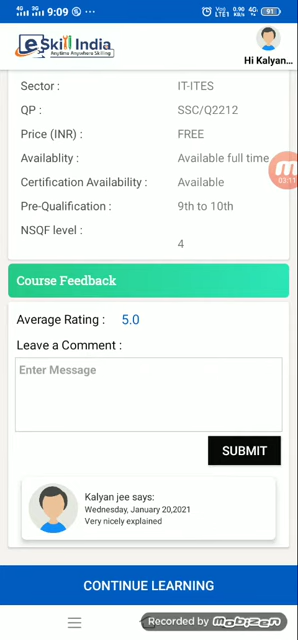 4G 3G 9:09
Vo) LTE1 0.90 KB/s 4G 91
eSkill India
Anytime Anywhere Skilling
Hi Kalyan...
Sector : IT-ITES
QP : SSC/Q2212
Price (INR) : FREE
Availablity : Available full time
03:11
Certification Availability : Available
Pre-Qualification : 9th to 10th
NSQF level :
4
Course Feedback
Average Rating : 5.0
Leave a Comment :
Enter Message
SUBMIT
Kalyan jee says:
Wednesday, January 20,2021
Very nicely explained
CONTINUE LEARNING
Recorded by mobizen